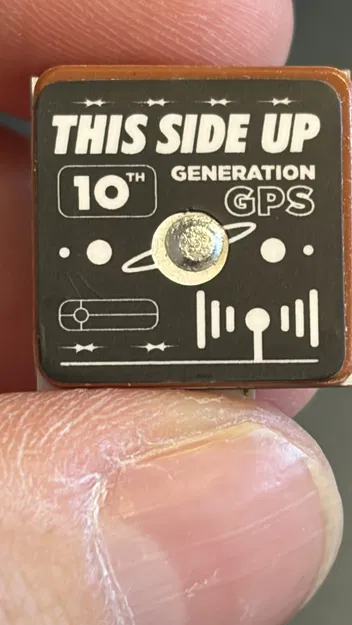 THIS SIDE UP
10TH
GENERATION
GPS